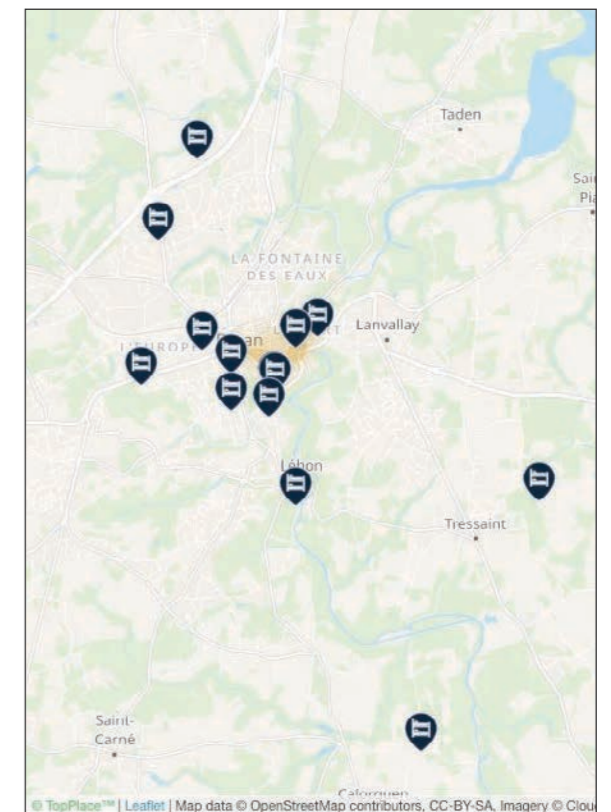 Taden
LA FONTAINE
DES EAUX
Lanvallay
Léhon
Tressaint
Saint-
Carné
Calorguen
© TopPlace™ | Leaflet | Map data © OpenStreetMap contributors, CC-BY-SA, Imagery © Clou